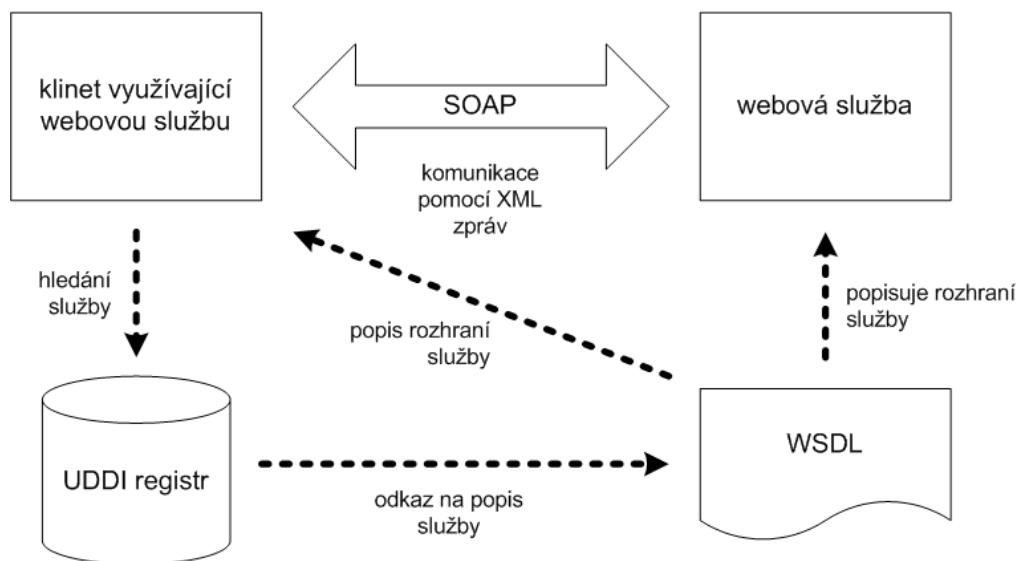 klinet využívající
webovou službu
SOAP
webová služba
komunikace
pomocí XML
zpráv
hledání
služby
popis rozhraní
služby
popisuje rozhraní
služby
UDDI registr
WSDL
odkaz na popis
služby